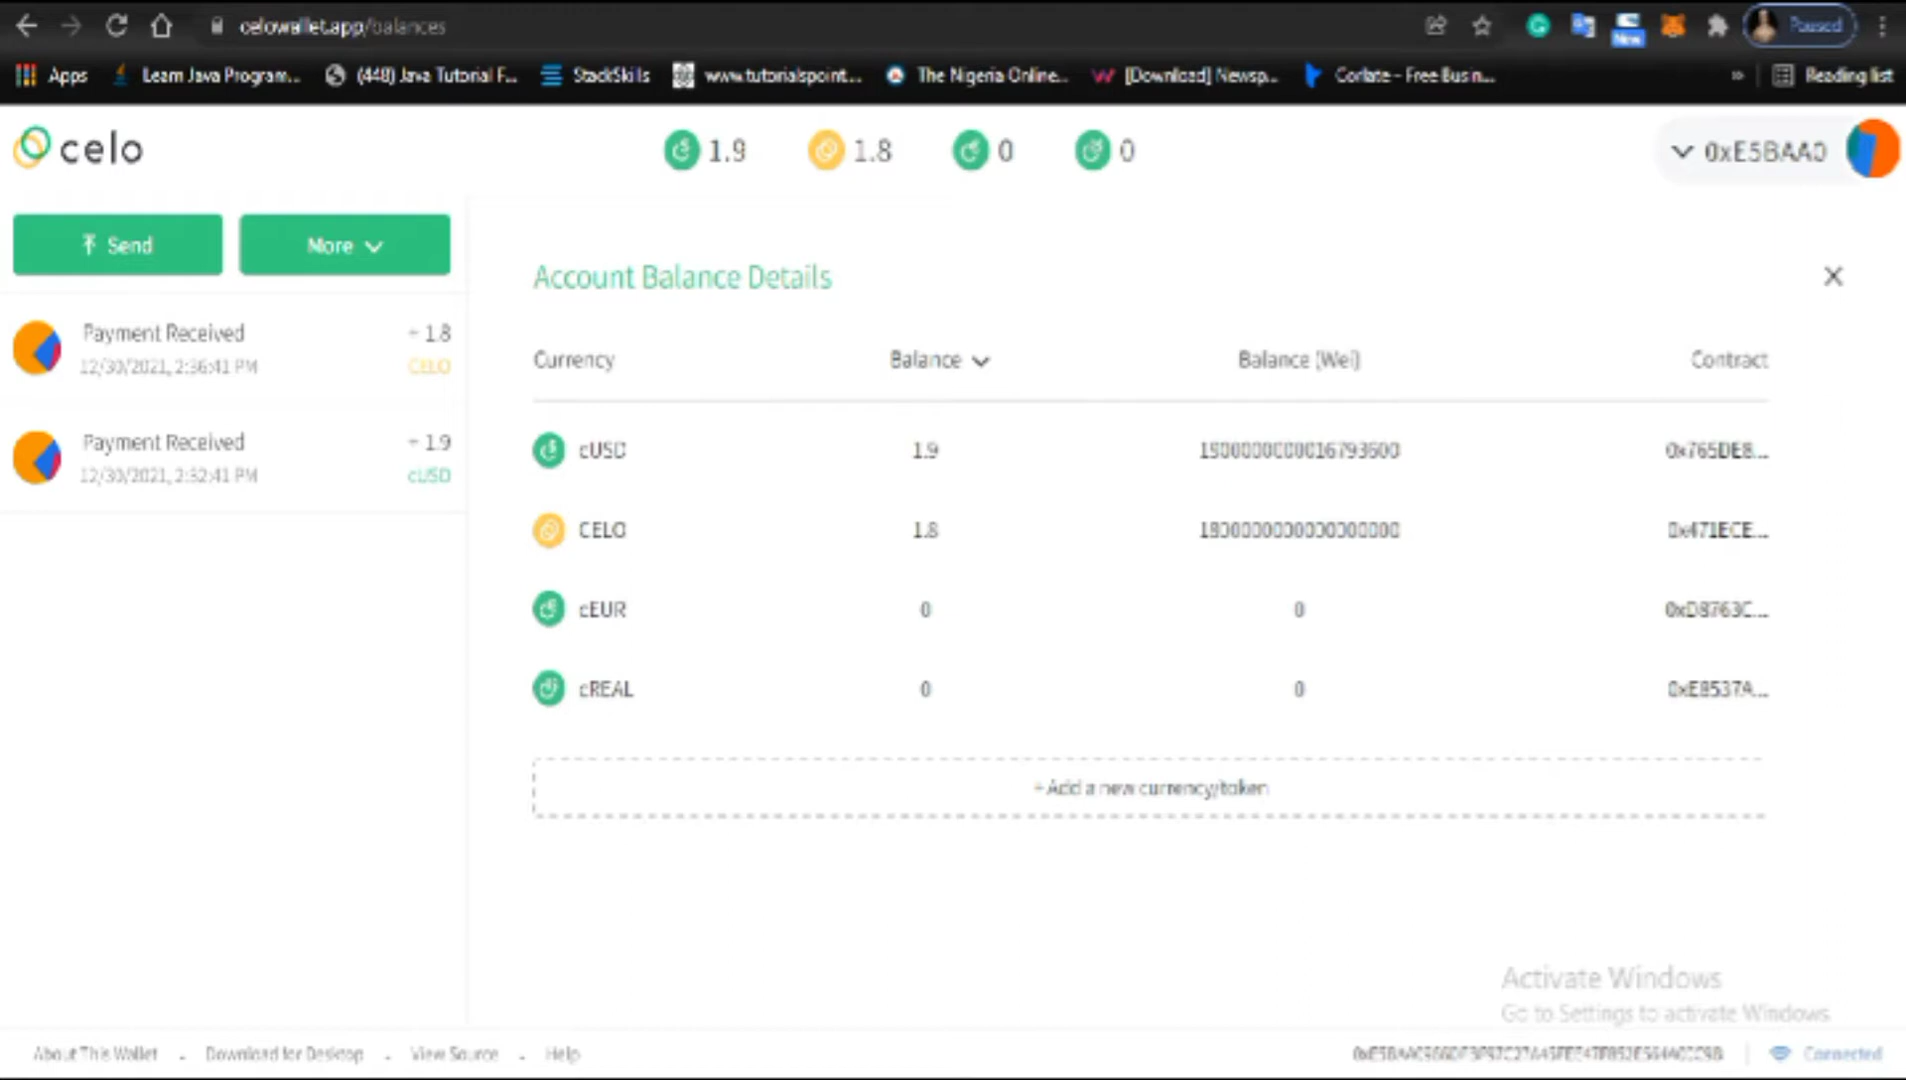 celowallet.app/balances
Paused
Apps Learn Java Program... (448) Java Tutorial F... StackSkills www.tutorialspoint... The Nigeria Online... [Download] Newsp... Corlate - Free Busin... » Reading list
celo 1.9 1.8 0 0 0xE5BAA0
Send More
Account Balance Details
Payment Received + 1.8
12/30/2021, 2:36:41 PM CELO
Payment Received + 1.9
12/30/2021, 2:32:41 PM cUSD
Currency Balance Balance (Wei) Contract
cUSD 1.9 0x765DE8...
CELO 1.8 1800000000000000000 0x471ECE...
cEUR 0 0 0xD8763C...
cREAL 0 0 0xE8537A...
+ Add a new currency/token
Activate Windows
Go to Settings to activate Windows
About This Wallet - Download for Desktop - View Source - Help Connected